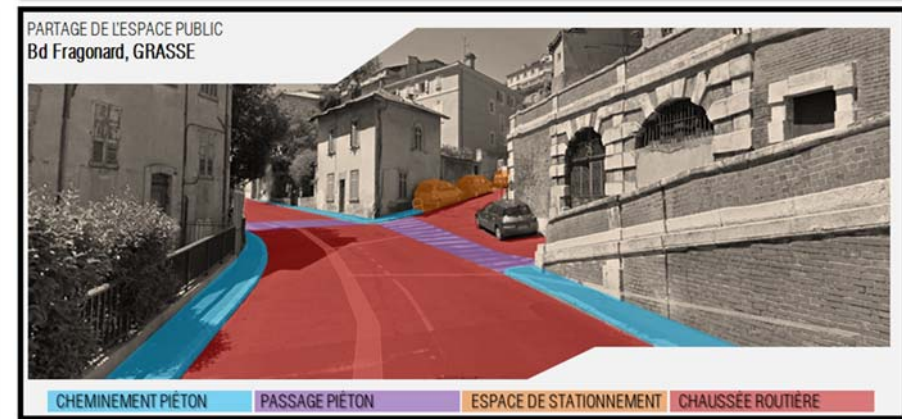 PARTAGE DE L'ESPACE PUBLIC
Bd Fragonard, GRASSE
CHEMINEMENT PIÉTON
PASSAGE PIÉTON
ESPACE DE STATIONNEMENT
CHAUSSÉE ROUTIÈRE